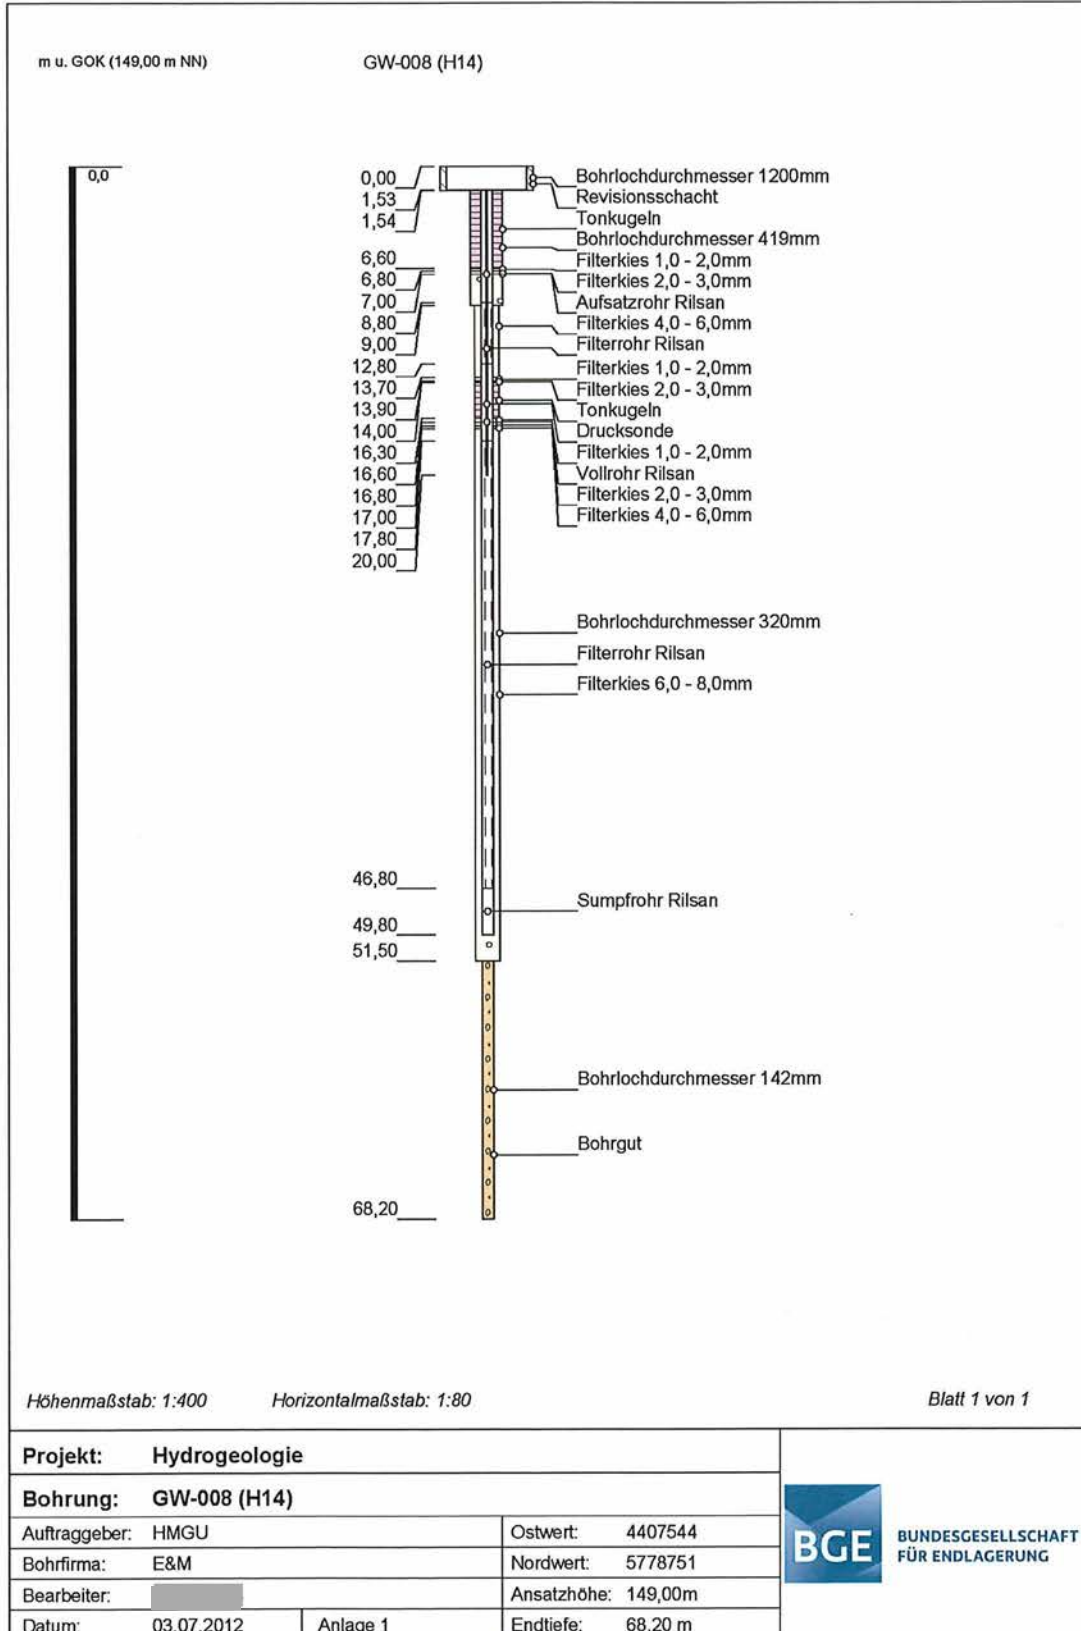 m u. GOK (149,00 m NN)
GW-008 (H14)
0,0
0,00
1,53
1,54
6,60
6,80
7,00
8,80
9,00
12,80
13,70
13,90
14,00
16,30
16,60
16,80
17,00
17,80
20,00
46,80
49,80
51,50
68,20
Bohrlochdurchmesser 1200mm
Revisionsschacht
Tonkugeln
Bohrlochdurchmesser 419mm
Filterkies 1,0 - 2,0mm
Filterkies 2,0 - 3,0mm
Aufsatzrohr Rilsan
Filterkies 4,0 - 6,0mm
Filterrohr Rilsan
Filterkies 1,0 - 2,0mm
Filterkies 2,0 - 3,0mm
Tonkugeln
Drucksonde
Filterkies 1,0 - 2,0mm
Vollrohr Rilsan
Filterkies 2,0 - 3,0mm
Filterkies 4,0 - 6,0mm
Bohrlochdurchmesser 320mm
Filterrohr Rilsan
Filterkies 6,0 - 8,0mm
Sumpfrohr Rilsan
Bohrlochdurchmesser 142mm
Bohrgut
Höhenmaßstab: 1:400 Horizontalmaßstab: 1:80 Blatt 1 von 1
Projekt: Hydrogeologie
Bohrung: GW-008 (H14)
Auftraggeber: HMGU Ostwert: 4407544
Bohrfirma: E&M Nordwert: 5778751
Bearbeiter: Ansatzhöhe: 149,00m
Datum: 03.07.2012 Anlage 1 Endtiefe: 68,20 m
BGE
BUNDESGESELLSCHAFT
FÜR ENDLAGERUNG